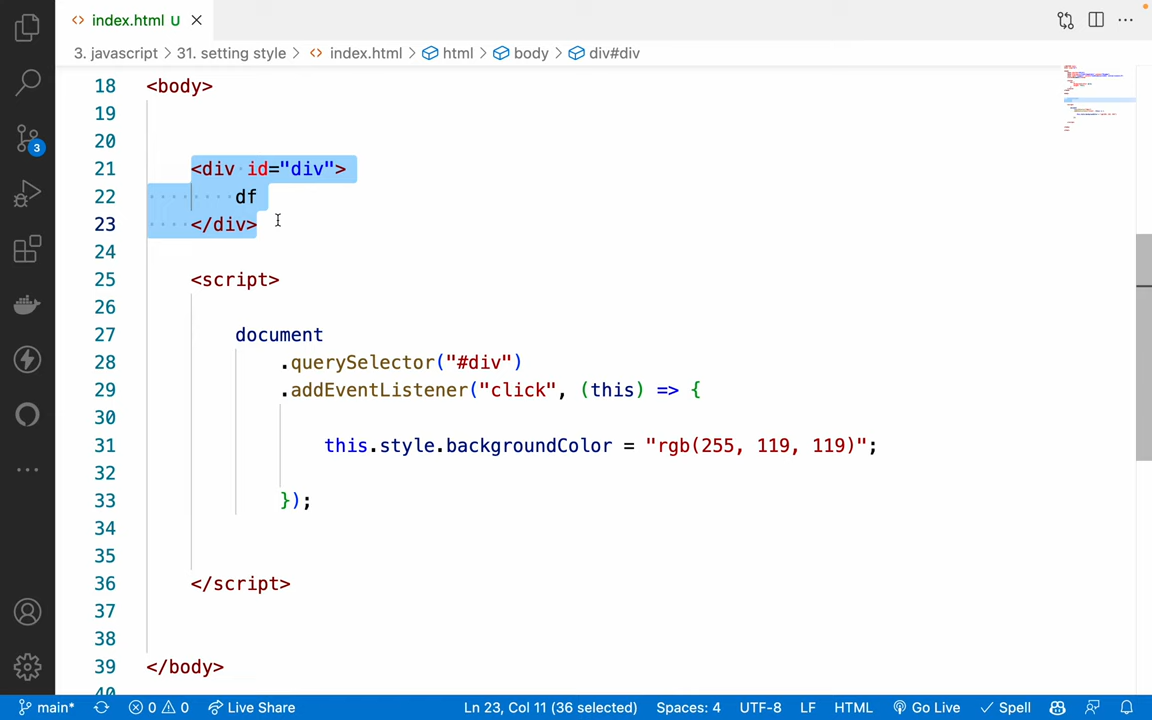 index.html U
3. javascript > 31. setting style > index.html > html > body > div#div
18 <body>
19
20
21 <div id="div">
22 df
23 </div>
24
25 <script>
26
27 document
28 .querySelector("#div")
29 .addEventListener("click", (this) => {
30
31 this.style.backgroundColor = "rgb(255, 119, 119)";
32
33 });
34
35
36 </script>
37
38
39 </body>
40
3
main* 0 0 Live Share Ln 23, Col 11 (36 selected) Spaces: 4 UTF-8 LF HTML Go Live Spell